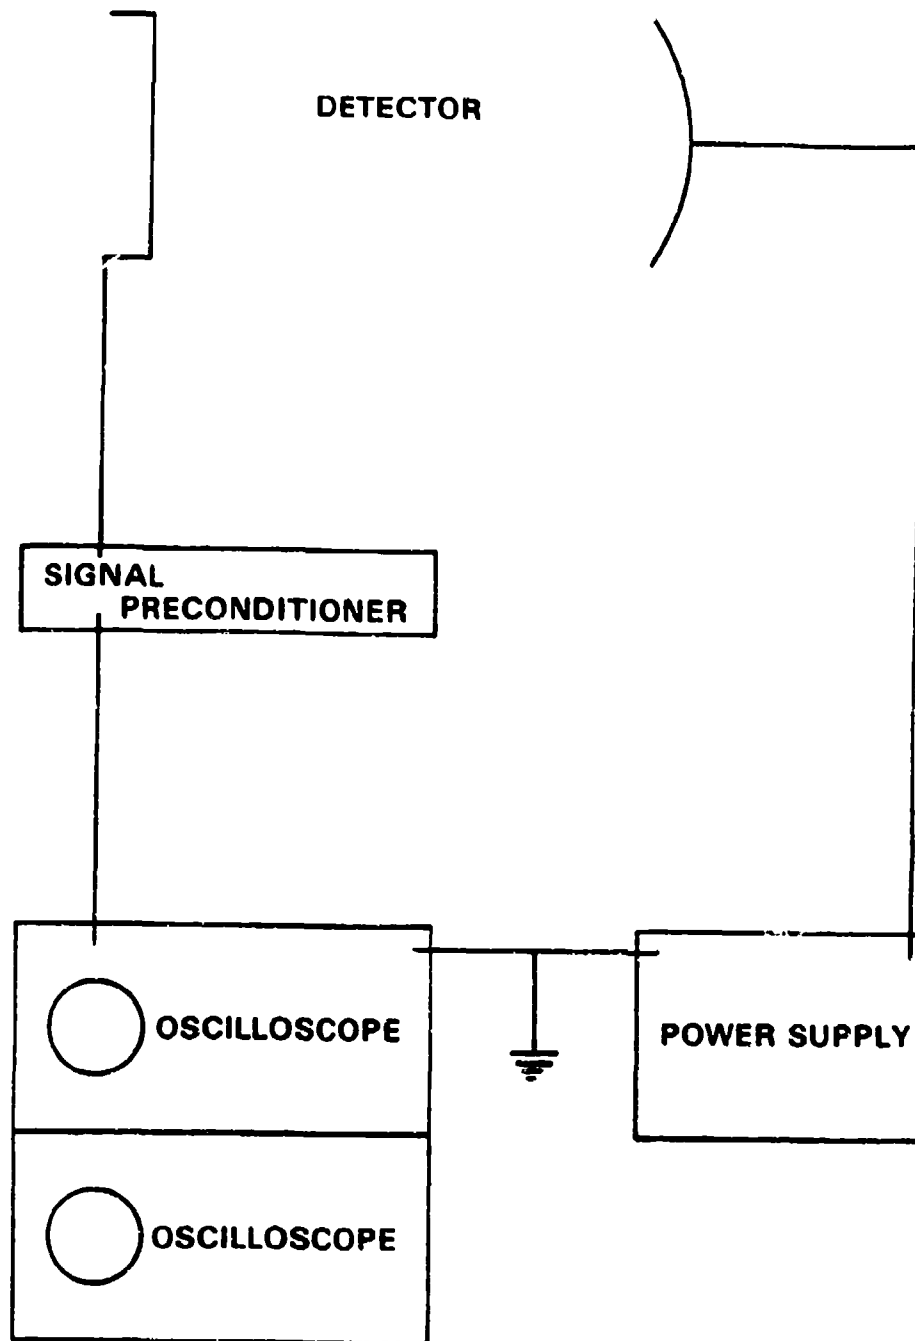 DETECTOR
SIGNAL
PRECONDITIONER
OSCILLOSCOPE
POWER SUPPLY
OSCILLOSCOPE